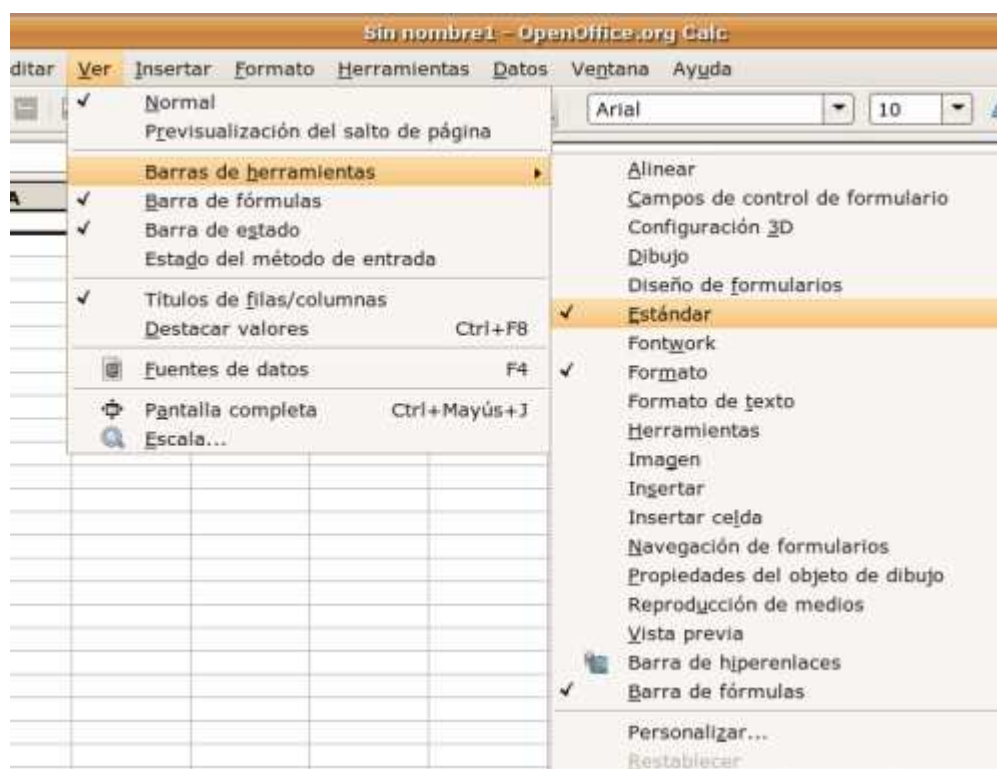 Sin nombre1 - OpenOffice.org Calc
ditar Ver Insertar Formato Herramientas Datos Ventana Ayuda
Arial 10
A
✓ Normal
Previsualización del salto de página
Barras de herramientas
✓ Barra de fórmulas
✓ Barra de estado
Estado del método de entrada
✓ Títulos de filas/columnas
Destacar valores Ctrl+F8
Fuentes de datos F4
Pantalla completa Ctrl+Mayús+J
Escala...
Alinear
Campos de control de formulario
Configuración 3D
Dibujo
Diseño de formularios
✓ Estándar
Fontwork
✓ Formato
Formato de texto
Herramientas
Imagen
Insertar
Insertar celda
Navegación de formularios
Propiedades del objeto de dibujo
Reproducción de medios
Vista previa
Barra de hiperenlaces
✓ Barra de fórmulas
Personalizar...
Restablecer